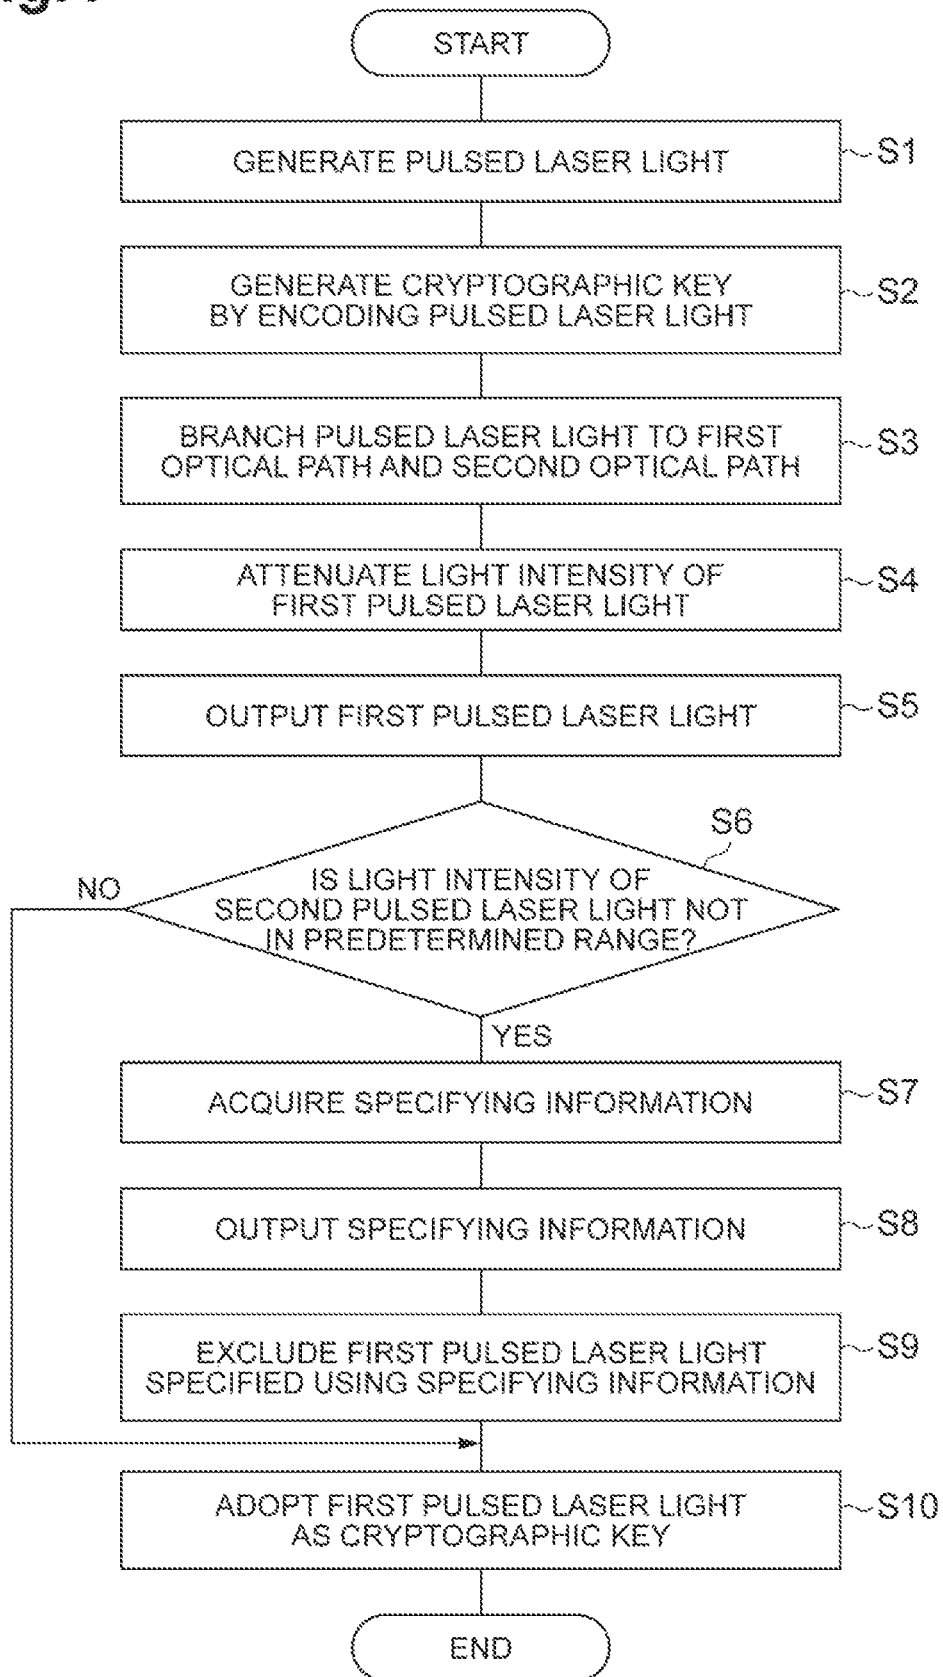 START
GENERATE PULSED LASER LIGHT
S1
GENERATE CRYPTOGRAPHIC KEY
BY ENCODING PULSED LASER LIGHT
S2
BRANCH PULSED LASER LIGHT TO FIRST
OPTICAL PATH AND SECOND OPTICAL PATH
S3
ATTENUATE LIGHT INTENSITY OF
FIRST PULSED LASER LIGHT
S4
OUTPUT FIRST PULSED LASER LIGHT
S5
S6
IS LIGHT INTENSITY OF
SECOND PULSED LASER LIGHT NOT
IN PREDETERMINED RANGE?
NO
YES
ACQUIRE SPECIFYING INFORMATION
S7
OUTPUT SPECIFYING INFORMATION
S8
EXCLUDE FIRST PULSED LASER LIGHT
SPECIFIED USING SPECIFYING INFORMATION
S9
ADOPT FIRST PULSED LASER LIGHT
AS CRYPTOGRAPHIC KEY
S10
END